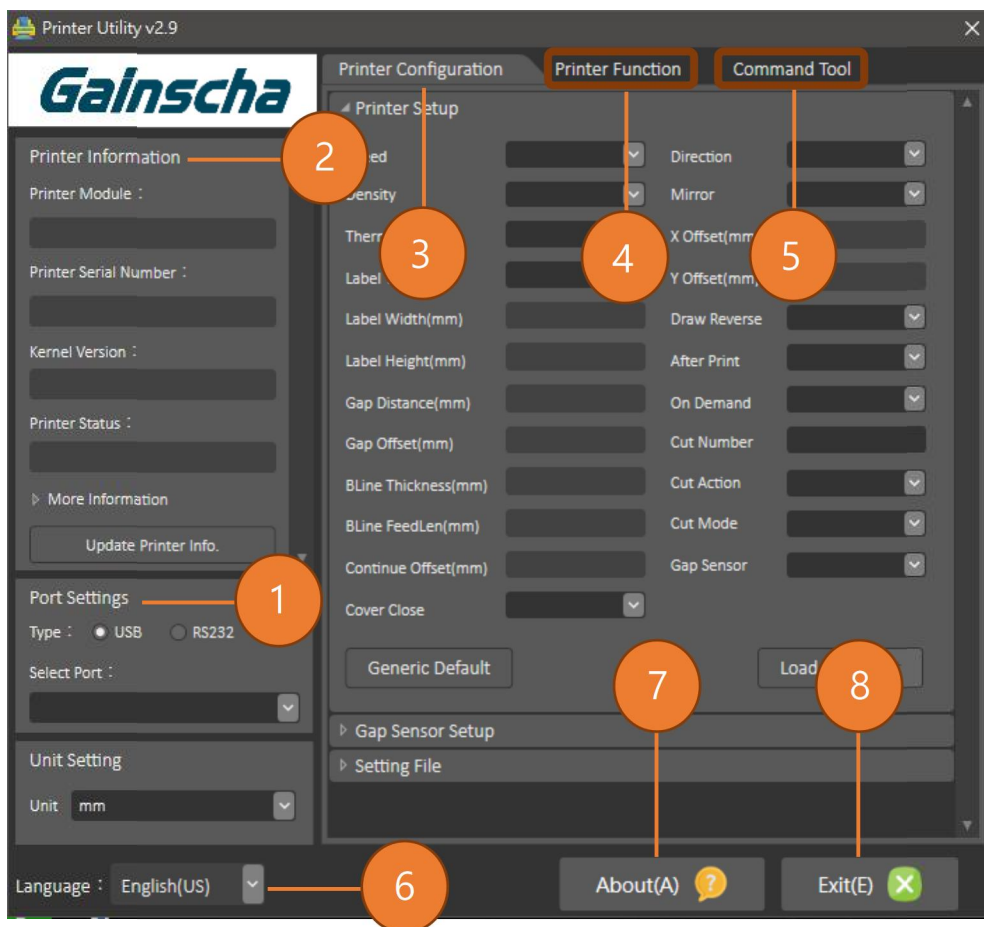 Printer Utility v2.9
Gainscha
Printer Configuration
Printer Function
Command Tool
Printer Information
2
Printer Module :
Printer Serial Number :
Kernel Version :
Printer Status :
More Information
Update Printer Info.
Port Settings
1
Type : USB RS232
Select Port :
Unit Setting
Unit mm
Printer Setup
Direction
Density
Mirror
3
4
5
X Offset(mm
Label
Y Offset(mm)
Label Width(mm)
Draw Reverse
Label Height(mm)
After Print
Gap Distance(mm)
On Demand
Gap Offset(mm)
Cut Number
BLine Thickness(mm)
Cut Action
BLine FeedLen(mm)
Cut Mode
Continue Offset(mm)
Gap Sensor
Cover Close
Generic Default
7
Load
8
Gap Sensor Setup
Setting File
Language : English(US)
6
About(A)
Exit(E)